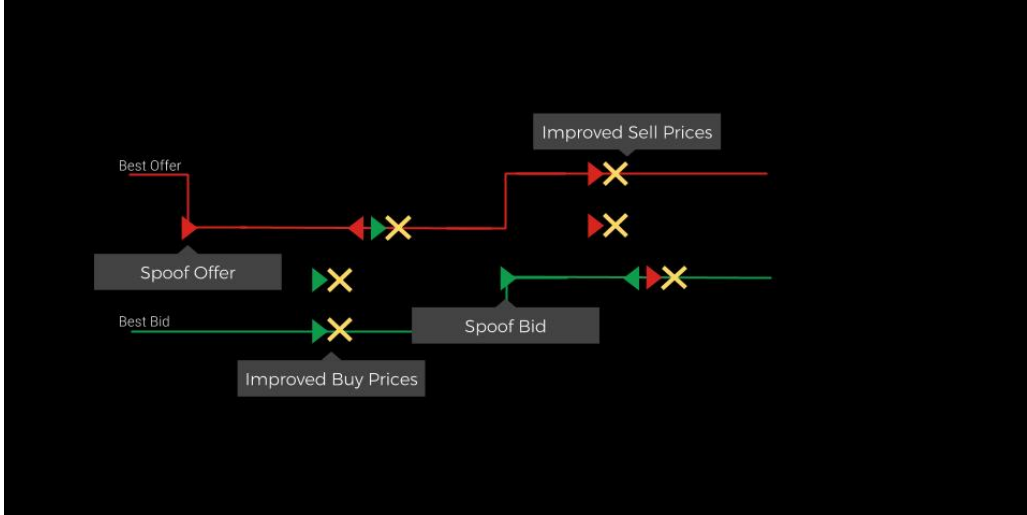 Improved Sell Prices
Best Offer
Spoof Offer
Best Bid
Spoof Bid
Improved Buy Prices